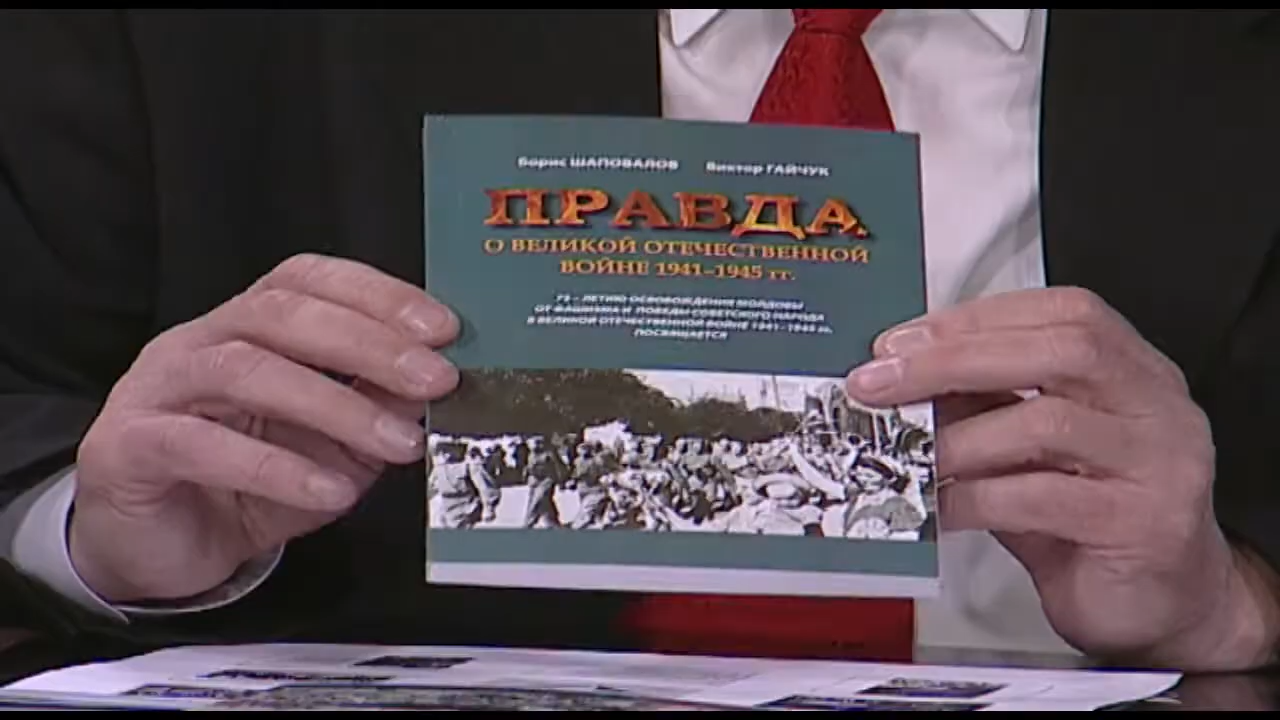 Борис ШАПОВАЛОВ Виктор ГАЙЧУК
ПРАВДА
О ВЕЛИКОЙ ОТЕЧЕСТВЕННОЙ
ВОЙНЕ 1941–1945 гг.
75 – ЛЕТИЮ ОСВОБОЖДЕНИЯ МОЛДОВЫ
ОТ ФАШИЗМА И ПОБЕДЫ СОВЕТСКОГО НАРОДА
В ВЕЛИКОЙ ОТЕЧЕСТВЕННОЙ ВОЙНЕ 1941–1945 гг.
ПОСВЯЩАЕТСЯ